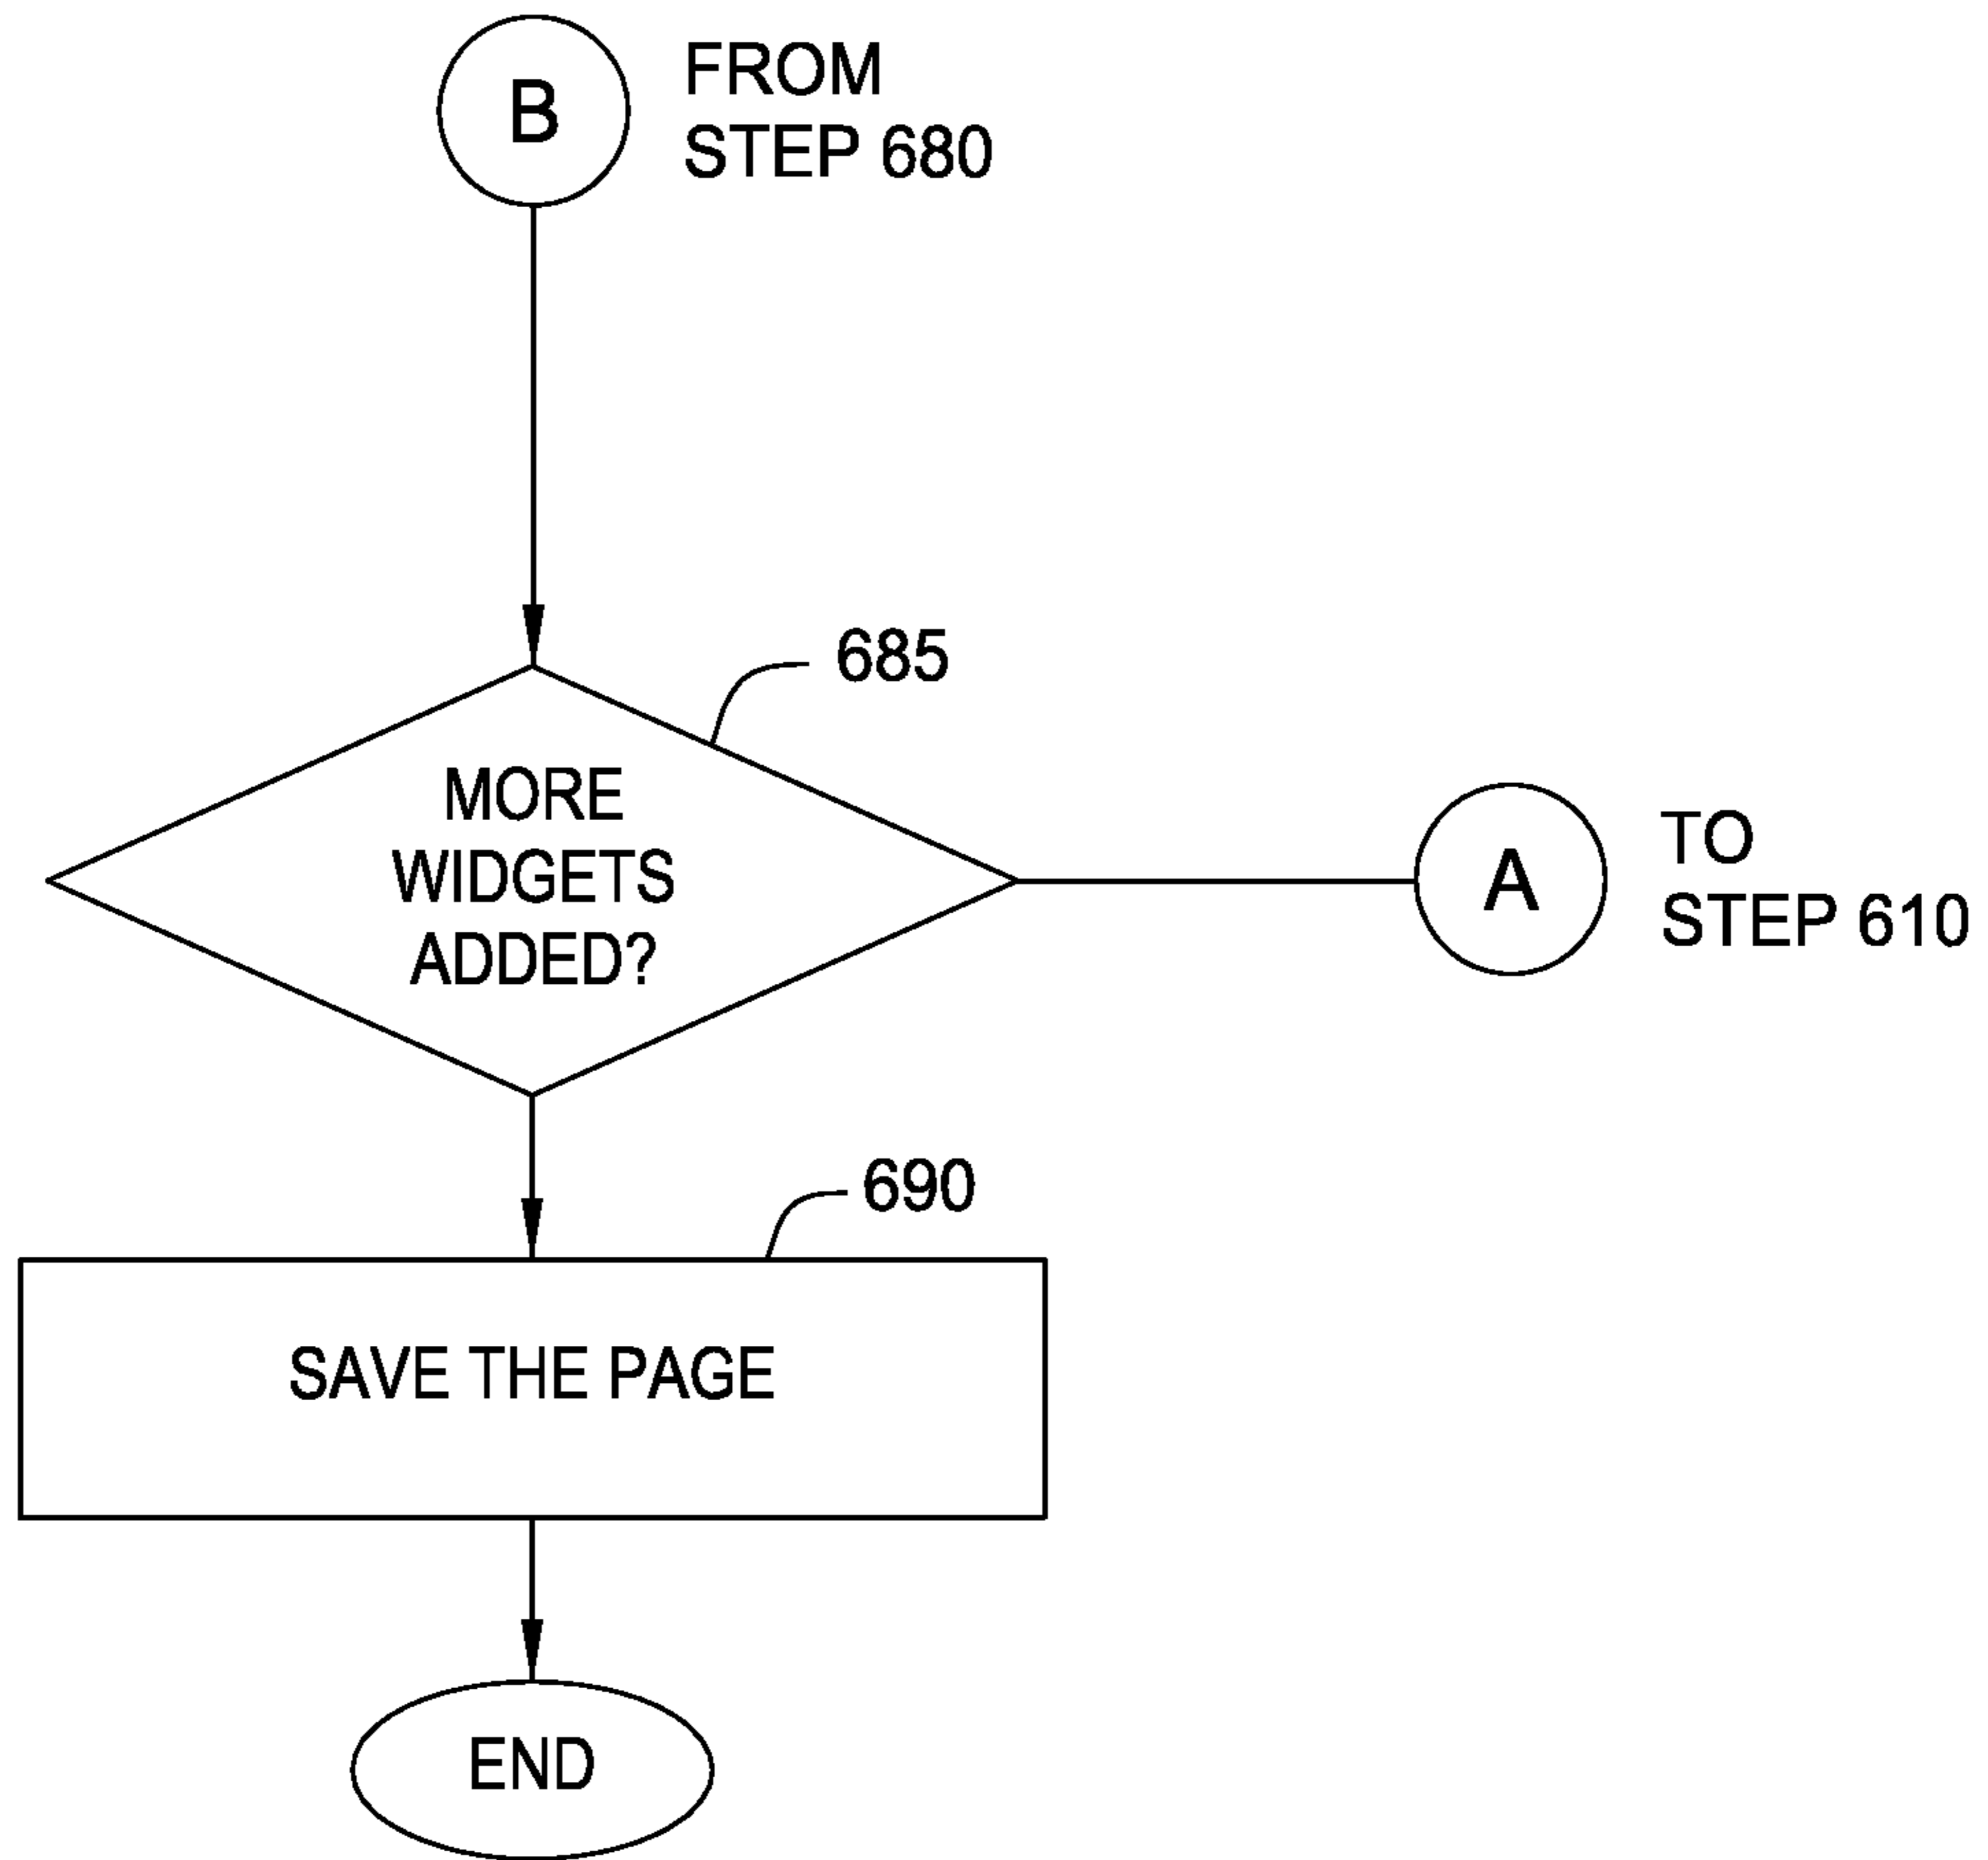 B
FROM
STEP 680
685
MORE
WIDGETS
ADDED?
A
TO
STEP 610
690
SAVE THE PAGE
END